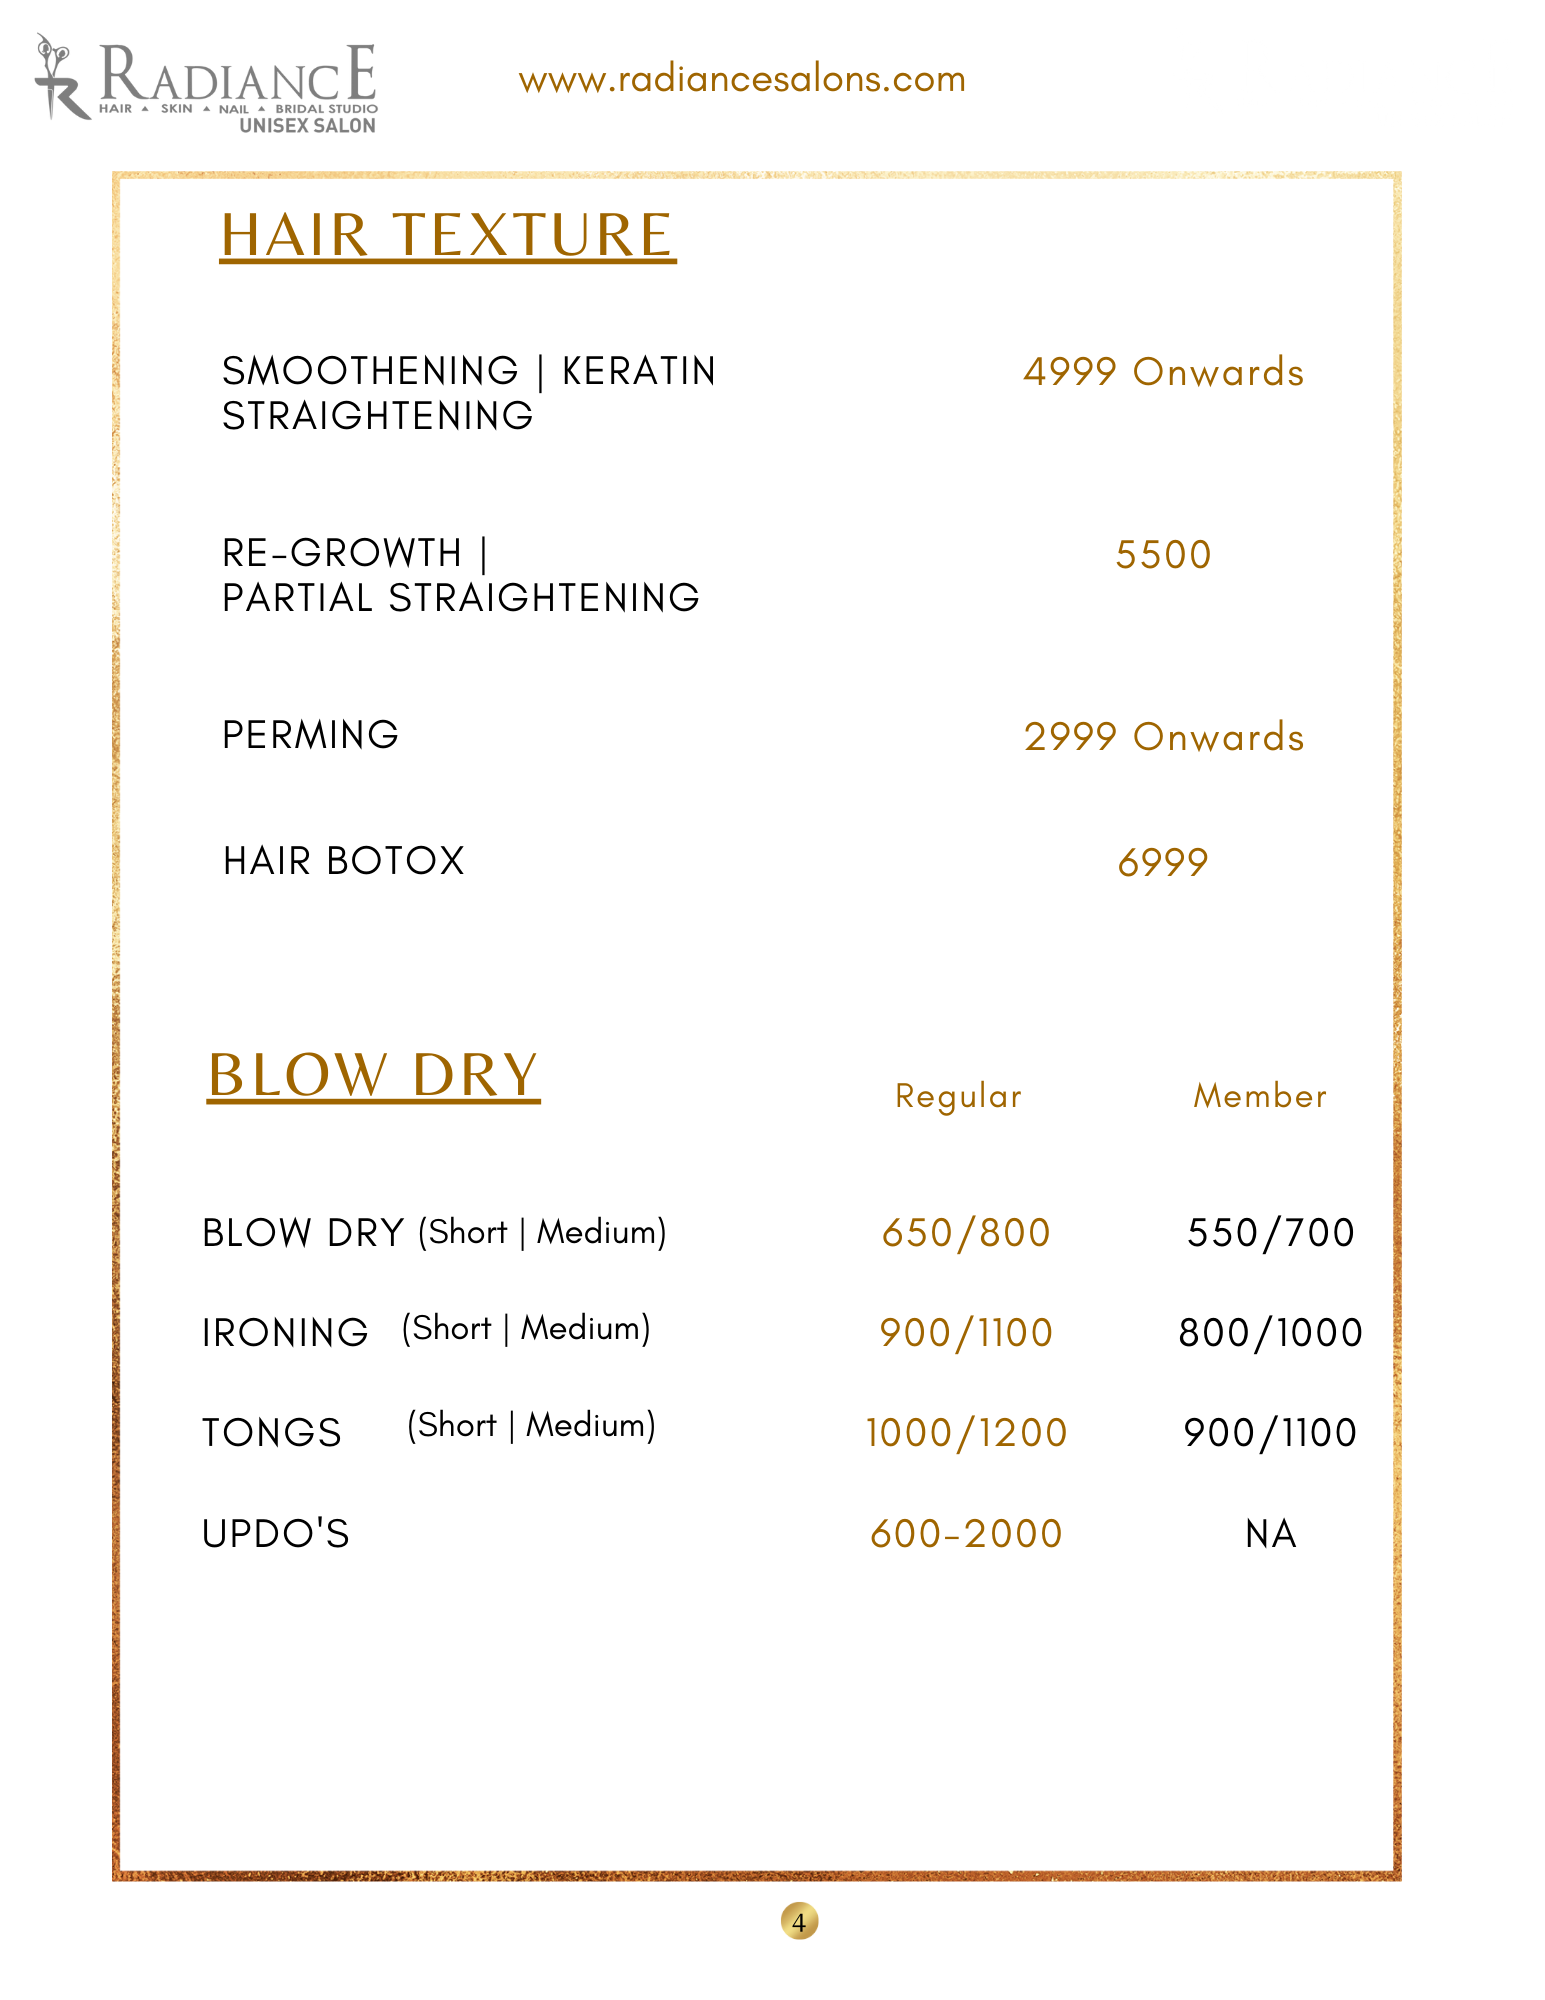 RADIANCE
HAIR ▲ SKIN ▲ NAIL ▲ BRIDAL STUDIO
UNISEX SALON
www.radiancesalons.com
HAIR TEXTURE
SMOOTHENING | KERATIN 4999 Onwards
STRAIGHTENING
RE-GROWTH | 5500
PARTIAL STRAIGHTENING
PERMING 2999 Onwards
HAIR BOTOX 6999
BLOW DRY Regular Member
BLOW DRY (Short | Medium) 650/800 550/700
IRONING (Short | Medium) 900/1100 800/1000
TONGS (Short | Medium) 1000/1200 900/1100
UPDO'S 600-2000 NA
4